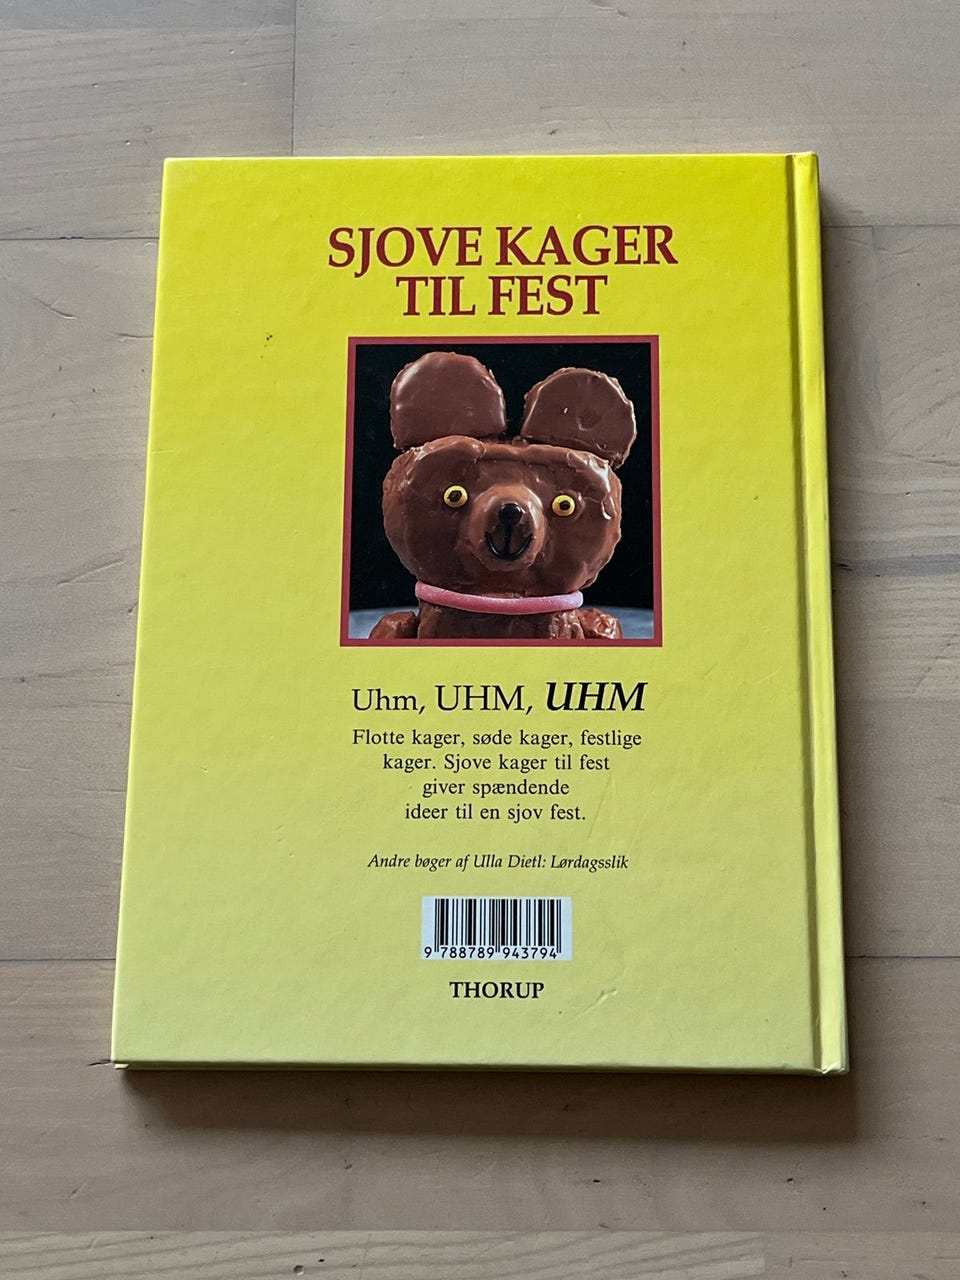 SJOVE KAGER
TIL FEST
Uhm, UHM, UHM
Flotte kager, søde kager, festlige
kager. Sjove kager til fest
giver spændende
ideer til en sjov fest.
Andre bøger af Ulla Dietl: Lørdagsslik
9 788789 943794
THORUP